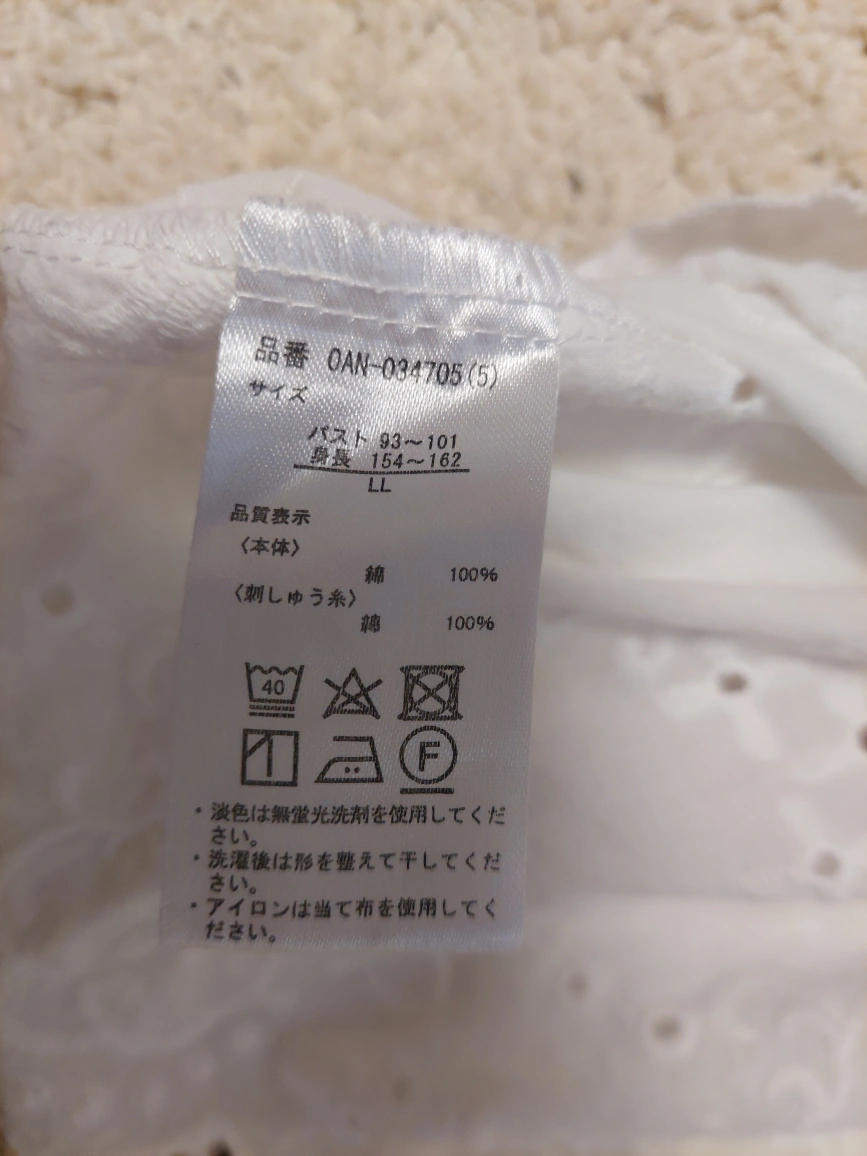 品番 OAN-034705(5)
サイズ
バスト 93～101
身長 154～162
LL
品質表示
〈本体〉
綿 100%
〈刺しゅう糸〉
綿 100%
40
F
・淡色は無蛍光洗剤を使用してくだ
さい。
・洗濯後は形を整えて干してくだ
さい。
・アイロンは当て布を使用してく
ださい。